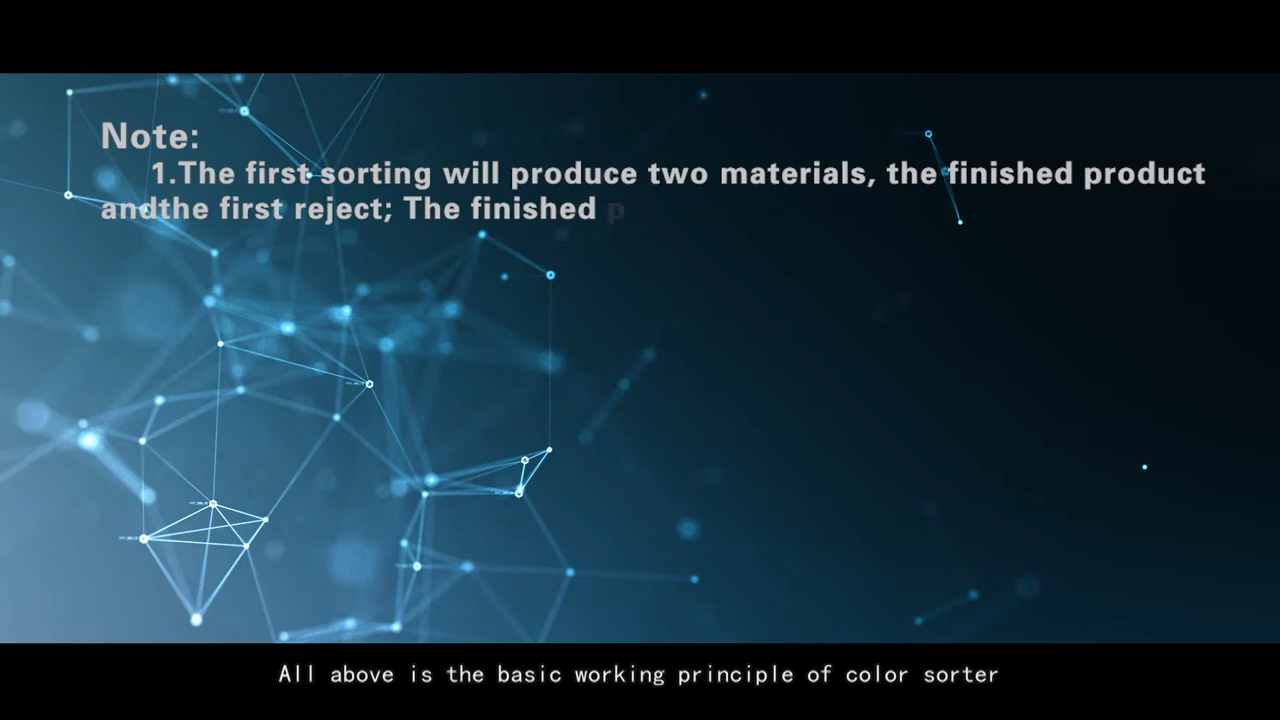 Note:
1.The first sorting will produce two materials, the finished product
andthe first reject; The finished p
All above is the basic working principle of color sorter